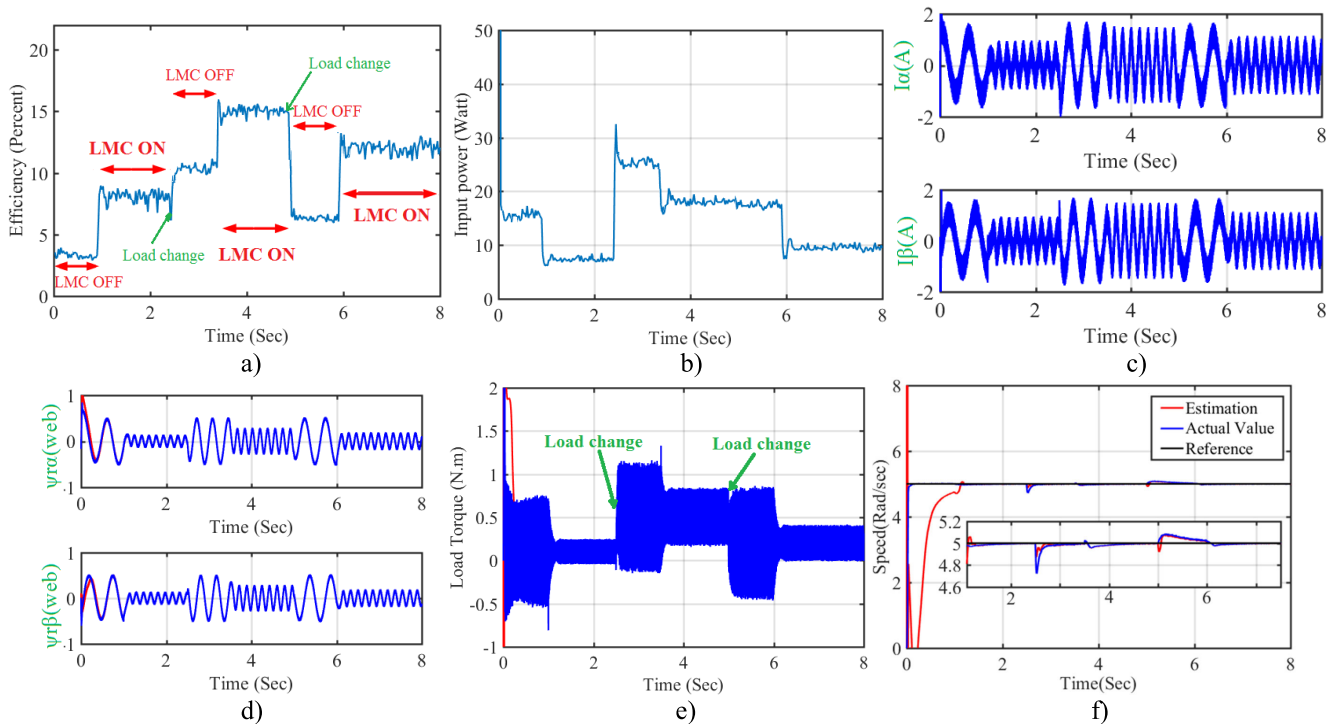 Efficiency (Percent)
20
15
10
5
0
Load change
LMC OFF
LMC OFF
LMC ON
LMC ON
Load change
LMC ON
LMC OFF
0
2
4
6
8
Time (Sec)
a)
Input power (Watt)
50
40
30
20
10
0
0
2
4
6
8
Time (Sec)
b)
Iα(A)
2
0
-2
0
2
4
6
8
Time (Sec)
Iβ(A)
2
0
-2
0
2
4
6
8
Time (Sec)
c)
ψrα(web)
1
0
-1
0
2
4
6
8
Time (Sec)
ψrβ(web)
1
0
-1
0
2
4
6
8
Time (Sec)
d)
Load Torque (N.m)
2
1.5
1
0.5
0
-0.5
-1
Load change
Load change
0
2
4
6
8
Time (Sec)
e)
Speed(Rad/sec)
8
6
4
2
0
Estimation
Actual Value
Reference
5.2
5
4.8
4.6
2
4
6
0
2
4
6
8
Time(Sec)
f)